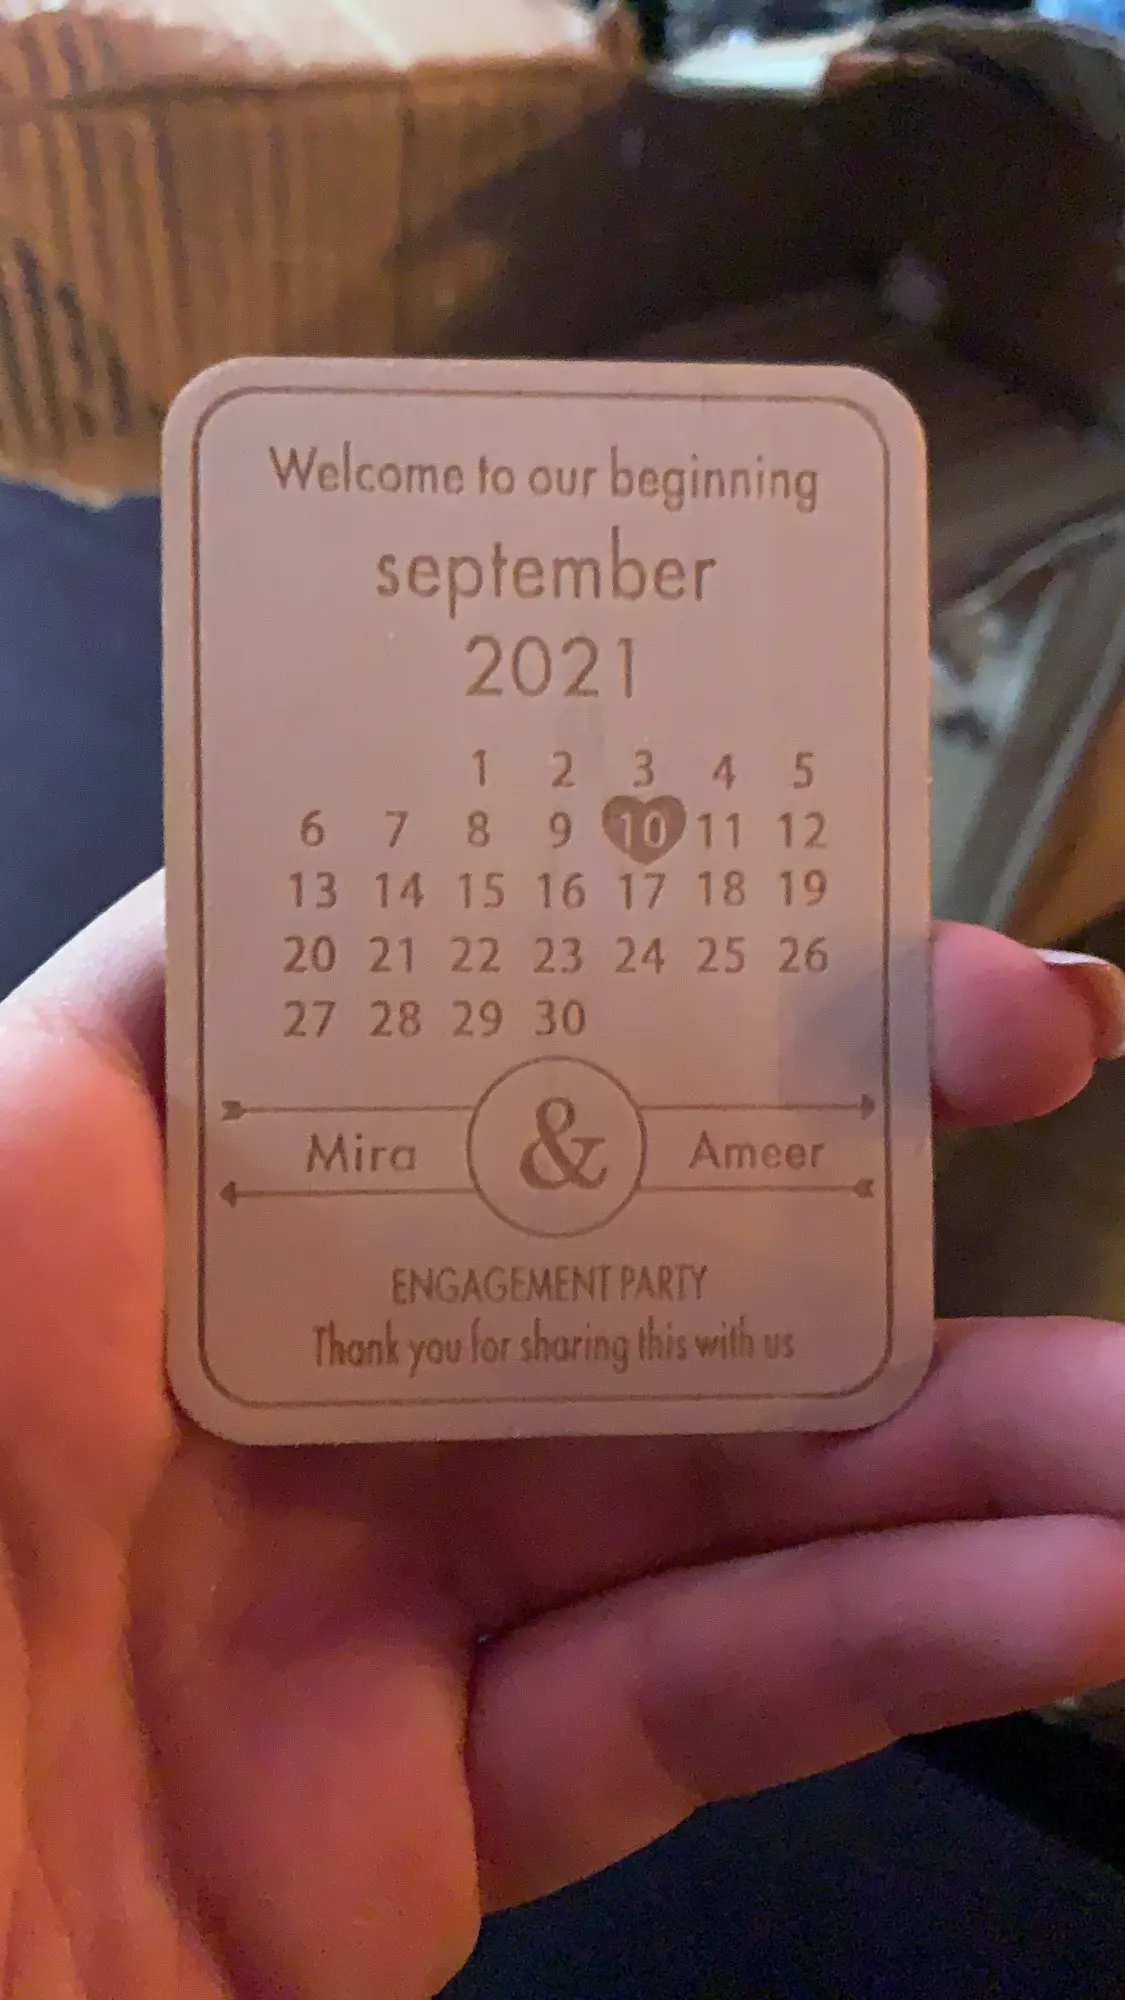 Welcome to our beginning
september
2021
1 2 3 4 5
6 7 8 9 10 11 12
13 14 15 16 17 18 19
20 21 22 23 24 25 26
27 28 29 30
Mira & Ameer
ENGAGEMENT PARTY
Thank you for sharing this with us